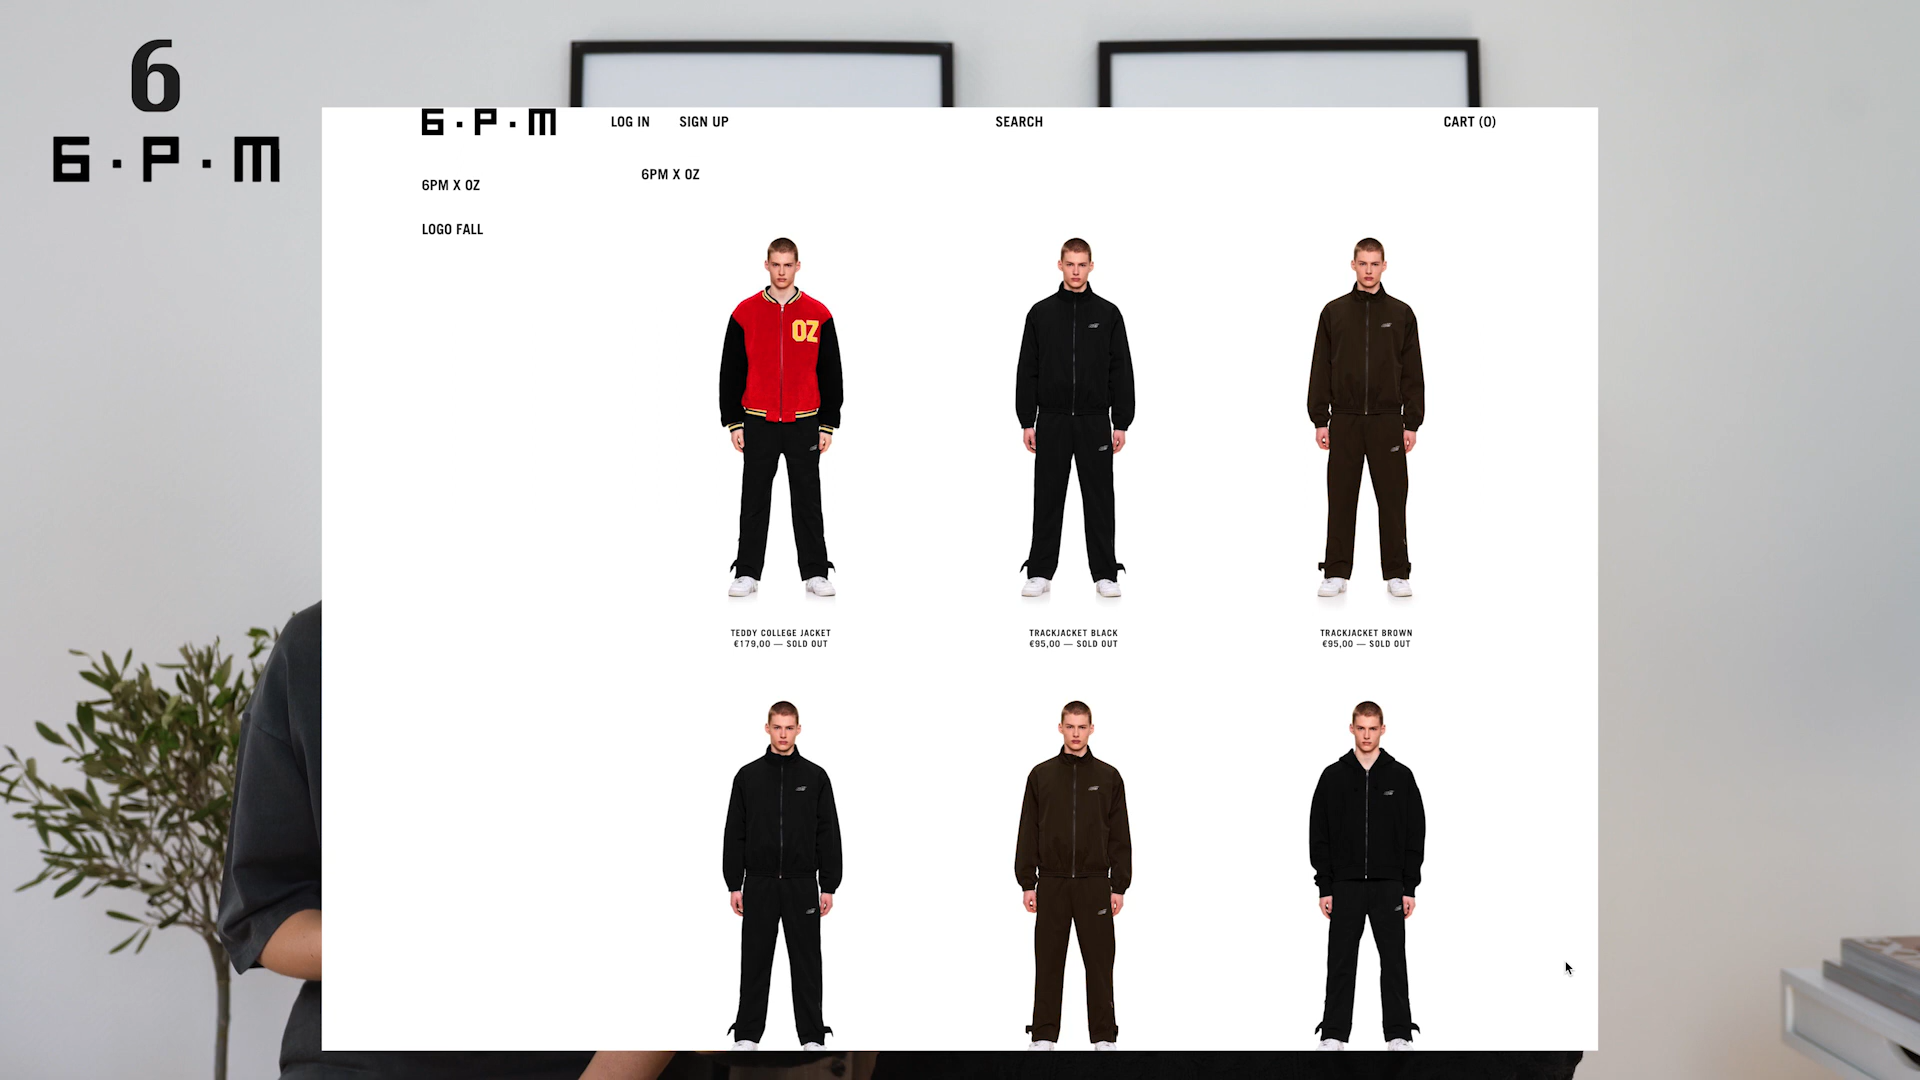 6
6·P·M
6·P·M
LOG IN
SIGN UP
SEARCH
CART (0)
6PM X OZ
6PM X OZ
LOGO FALL
OZ
TEDDY COLLEGE JACKET
€179,00 — SOLD OUT
TRACKJACKET BLACK
€95,00 — SOLD OUT
TRACKJACKET BROWN
€95,00 — SOLD OUT